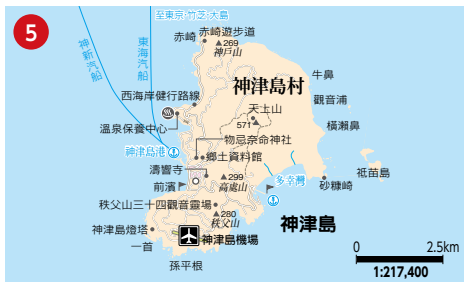 5
至東京·竹芝·大島
神新汽船
東海汽船
赤崎
赤崎遊步道
269
神戶山
神津島村
牛鼻
觀音浦
西海岸健行路線
天上山
571
橫瀨鼻
溫泉保養中心
物忌奈命神社
神津島港
鄉土資料館
祗苗島
濤響寺
多幸灣
299
高處山
砂糠崎
前濱
秩父山三十四觀音靈場
280
秩父山
神津島燈塔
神津島機場
神津島
一首
孫平根
0
2.5km
1:217,400